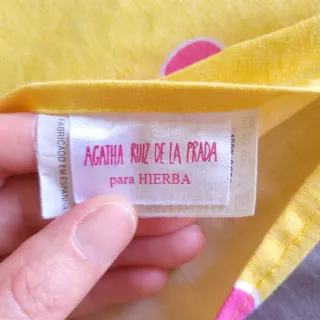 AGATHA RUIZ DE LA PRADA
para HIERBA
FABRICADO EN ESPAÑA